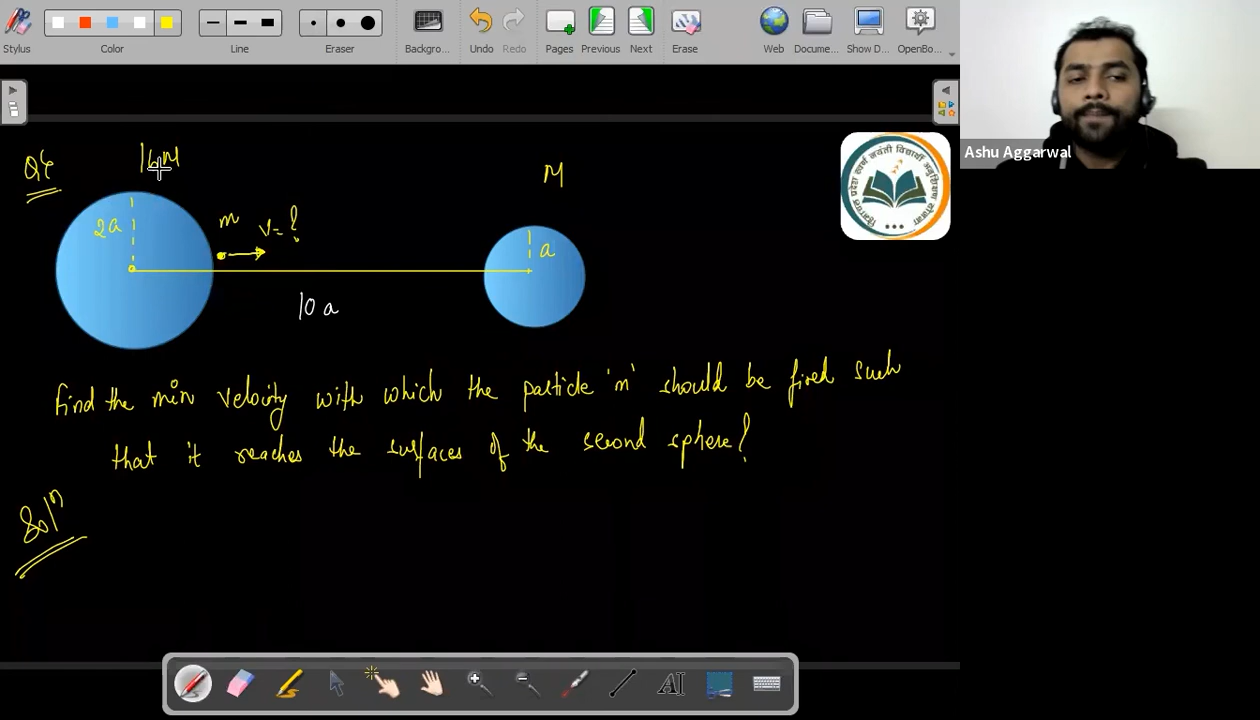 Stylus
Color
Line
Eraser
Backgro...
Undo
Redo
Pages
Previous
Next
Erase
Web
Docume...
Show D...
OpenBo...
Ashu Aggarwal
16M
M
2a
m
v=?
a
10 a
find the min velocity with which the particle 'm' should be fired such
that it reaches the surfaces of the second sphere?
Solⁿ